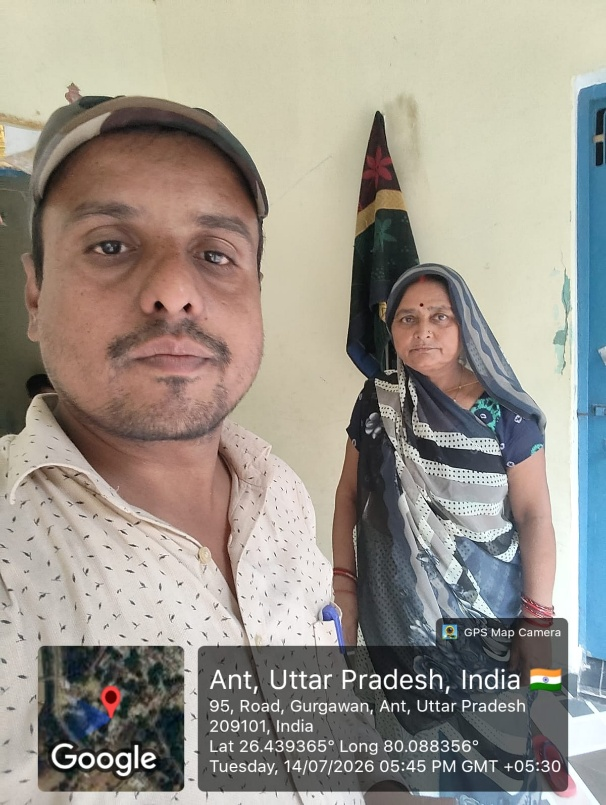 GPS Map Camera
Google
Ant, Uttar Pradesh, India 🇮🇳
95, Road, Gurgawan, Ant, Uttar Pradesh
209101, India
Lat 26.439365° Long 80.088356°
Tuesday, 14/07/2026 05:45 PM GMT +05:30